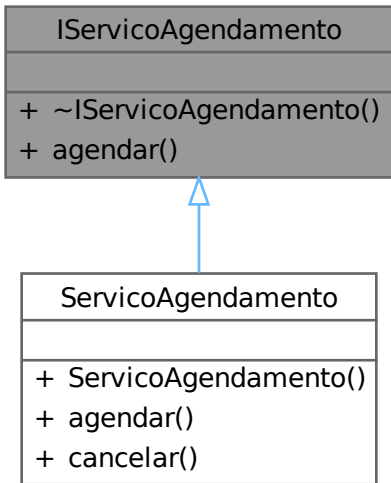 IServicoAgendamento
+ ~IServicoAgendamento()
+ agendar()
ServicoAgendamento
+ ServicoAgendamento()
+ agendar()
+ cancelar()